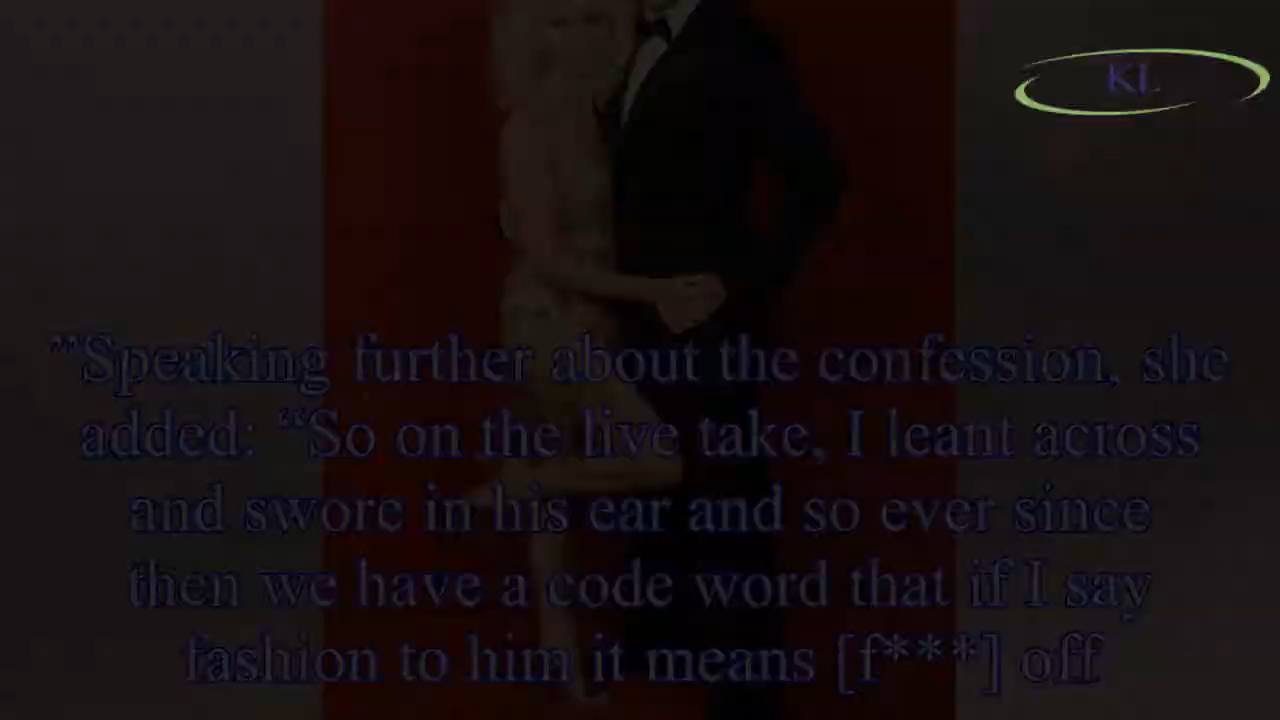 KL
"'Speaking further about the confession, she
added: “So on the live take, I leant across
and swore in his ear and so ever since
then we have a code word that if I say
fashion to him it means [f***] off